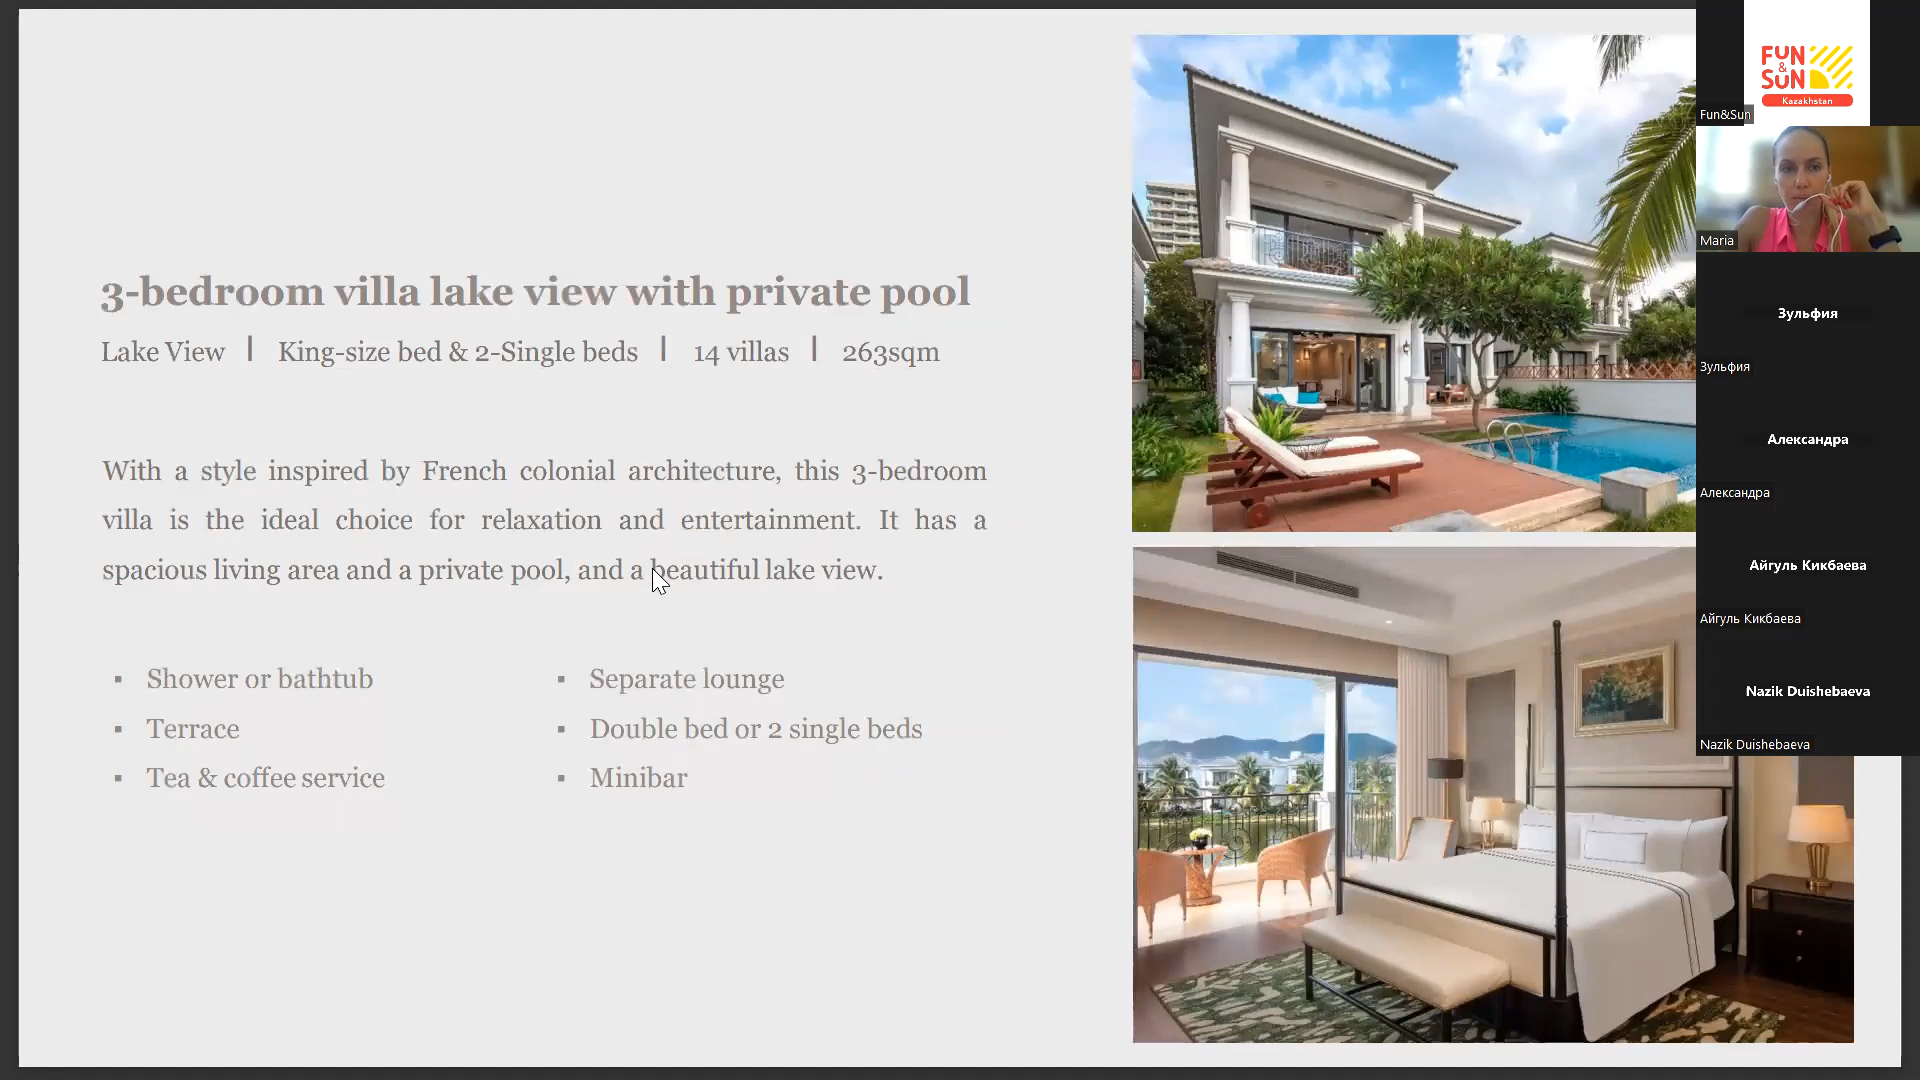 3-bedroom villa lake view with private pool
Lake View | King-size bed & 2-Single beds | 14 villas | 263sqm
With a style inspired by French colonial architecture, this 3-bedroom
villa is the ideal choice for relaxation and entertainment. It has a
spacious living area and a private pool, and a beautiful lake view.
▪ Shower or bathtub
▪ Terrace
▪ Tea & coffee service
▪ Separate lounge
▪ Double bed or 2 single beds
▪ Minibar
FUN
&
SUN
Kazakhstan
Fun&Sun
Maria
Зульфия
Зульфия
Александра
Александра
Айгуль Кикбаева
Айгуль Кикбаева
Nazik Duishebaeva
Nazik Duishebaeva